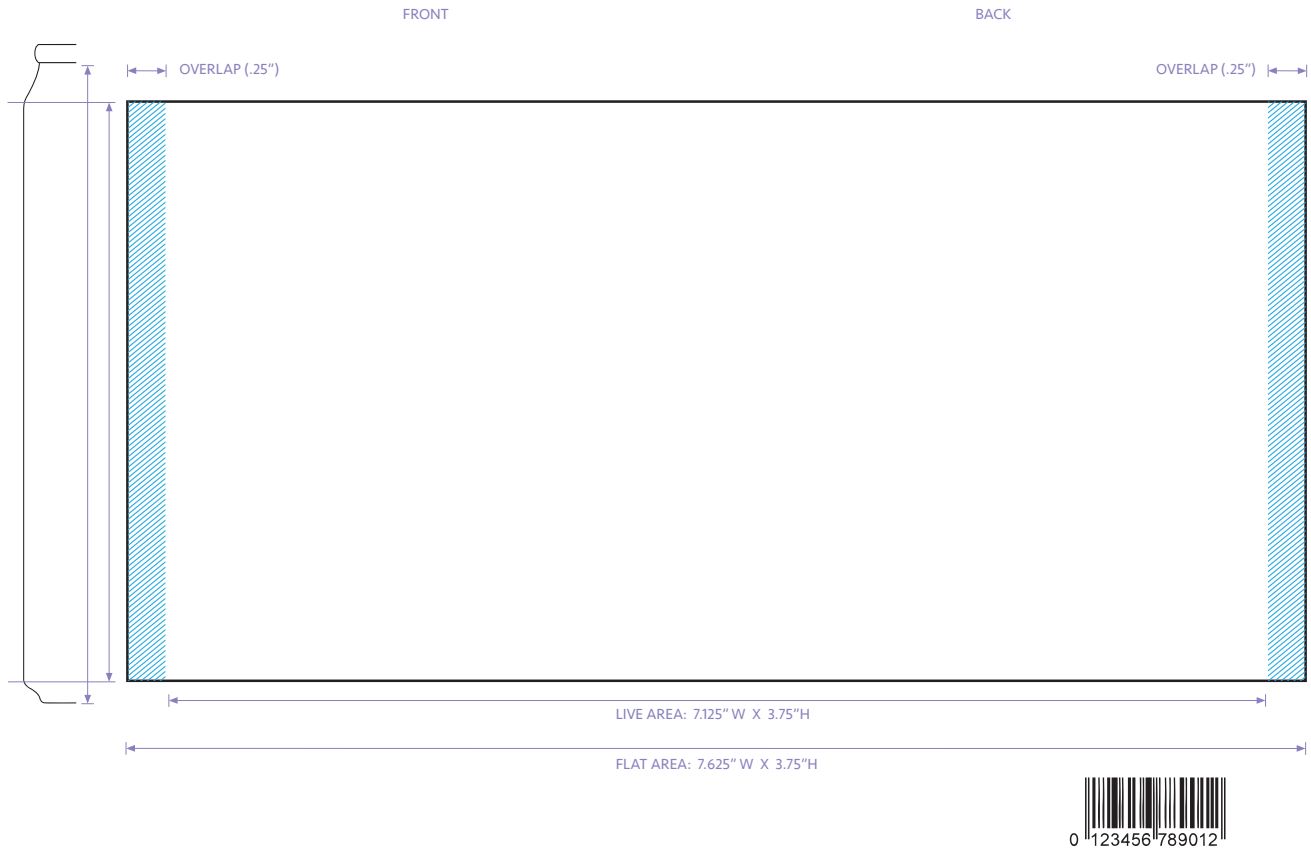 FRONT BACK
OVERLAP (.25") OVERLAP (.25")
LIVE AREA: 7.125" W X 3.75"H
FLAT AREA: 7.625" W X 3.75"H
0 123456 789012